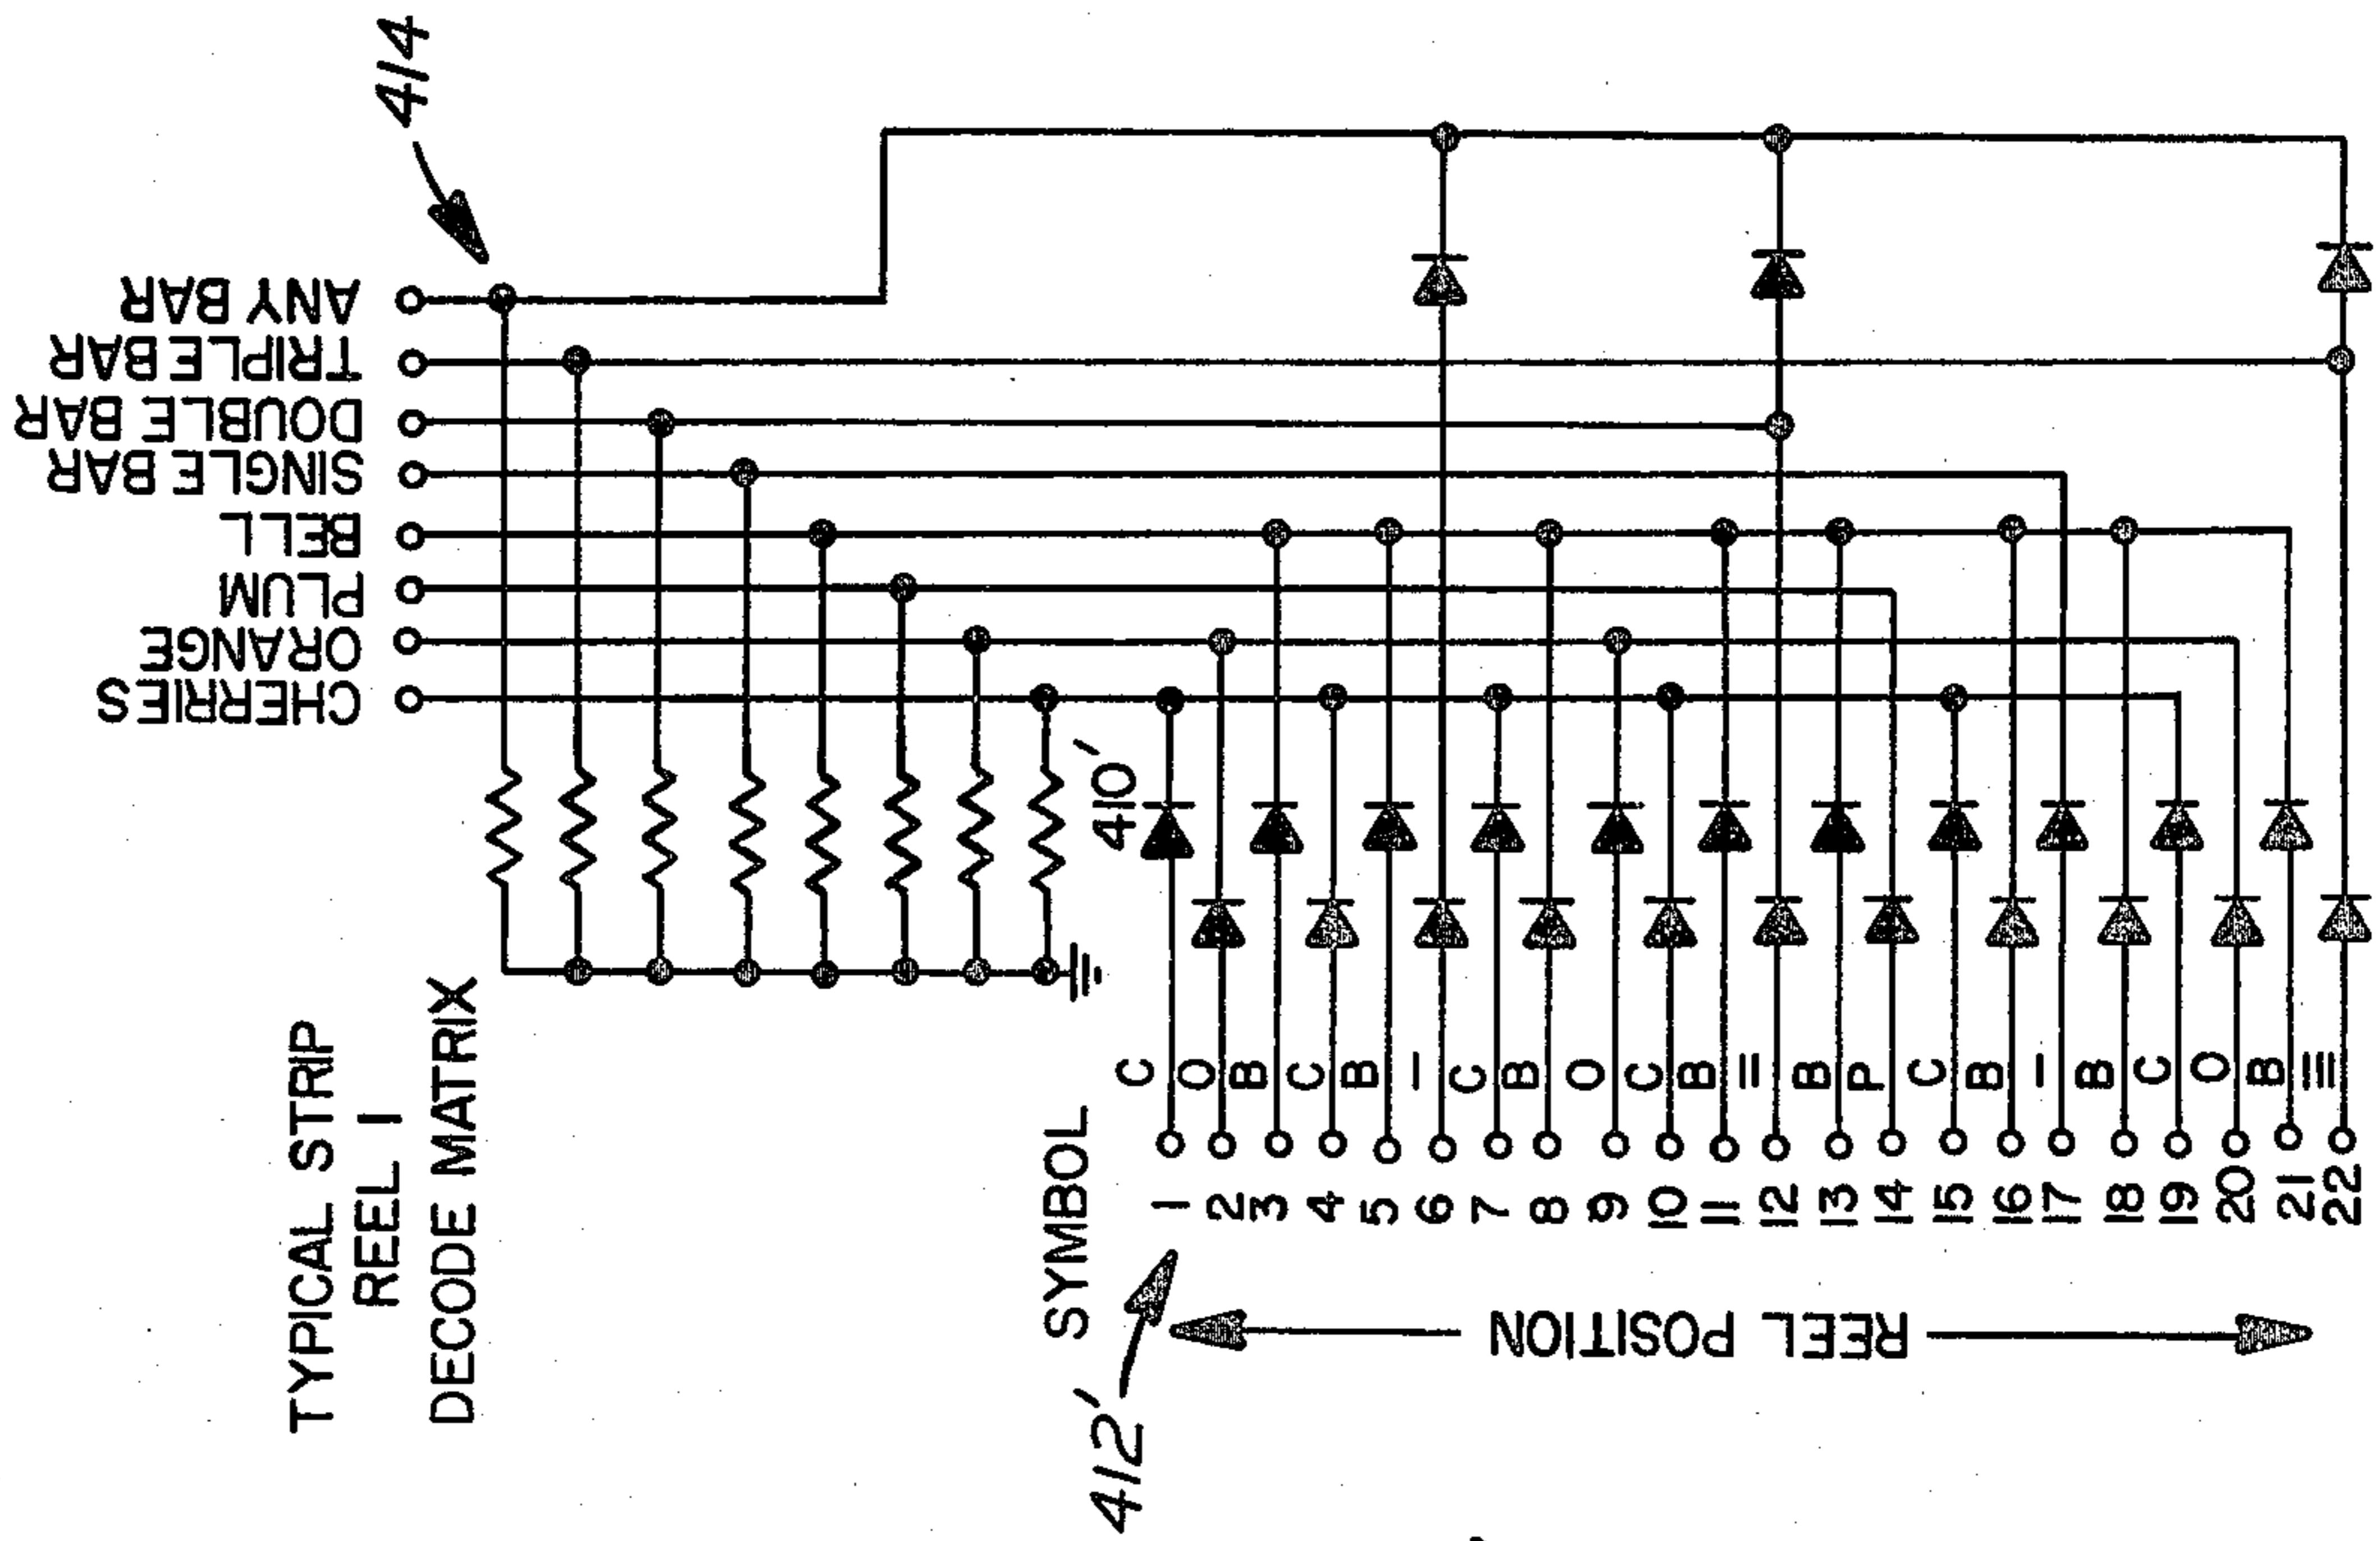 TYPICAL STRIP
REEL 1
DECODE MATRIX
414
ANY BAR
TRIPLE BAR
DOUBLE BAR
SINGLE BAR
BELL
PLUM
ORANGE
CHERRIES
410'
412'
SYMBOL
REEL POSITION
1 C
2 O
3 B
4 C
5 B
6 –
7 C
8 B
9 O
10 C
11 B
12 =
13 B
14 P
15 C
16 B
17 –
18 B
19 C
20 O
21 B
22 ≡